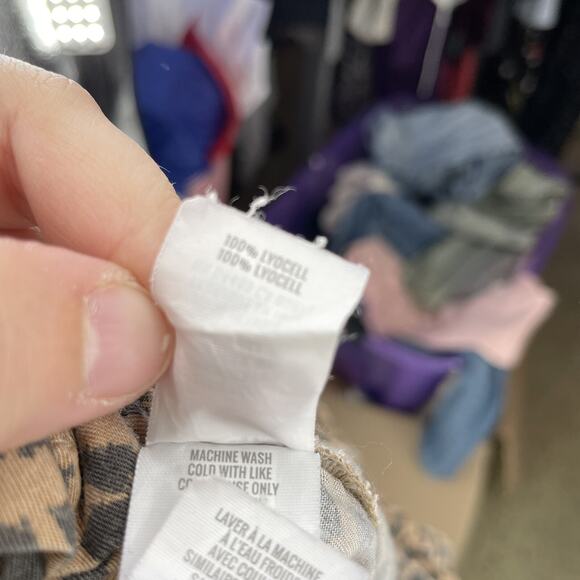 100% LYOCELL
100% LYOCELL
MACHINE WASH
COLD WITH LIKE
ONLY
LAVER À LA MACHINE
À L'EAU FROIDE
AVEC